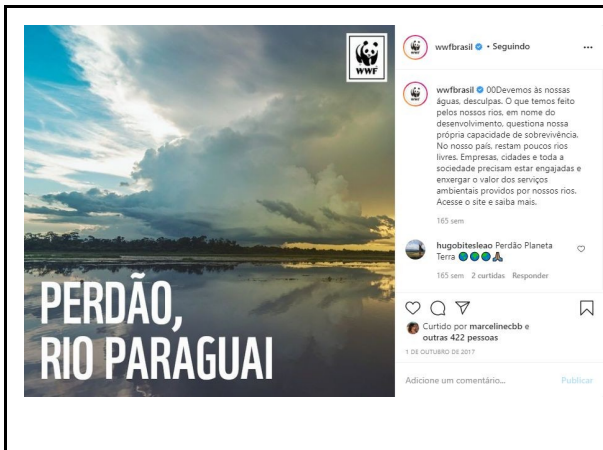 WWF
PERDÃO,
RIO PARAGUAI
wwfbrasil • Seguindo
wwfbrasil 00Devemos às nossas
águas, desculpas. O que temos feito
pelos nossos rios, em nome do
desenvolvimento, questiona nossa
própria capacidade de sobrevivência.
No nosso país, restam poucos rios
livres. Empresas, cidades e toda a
sociedade precisam estar engajadas e
enxergar o valor dos serviços
ambientais providos por nossos rios.
Acesse o site e saiba mais.
165 sem
hugobitesleao Perdão Planeta
Terra 🌎🌍🌏🙏🏽
165 sem 2 curtidas Responder
Curtido por marcelinecbb e
outras 422 pessoas
1 DE OUTUBRO DE 2017
Adicione um comentário... Publicar